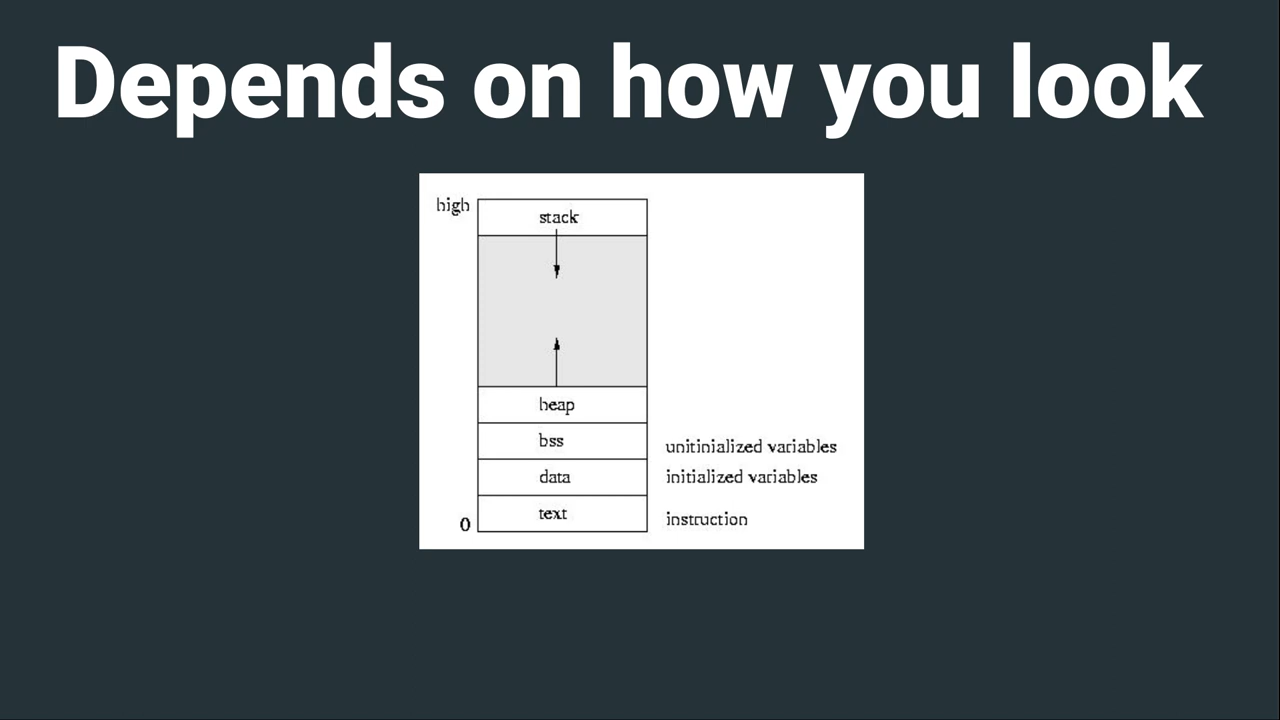 Depends on how you look
high
stack
heap
bss
unitinialized variables
data
initialized variables
text
instruction
0